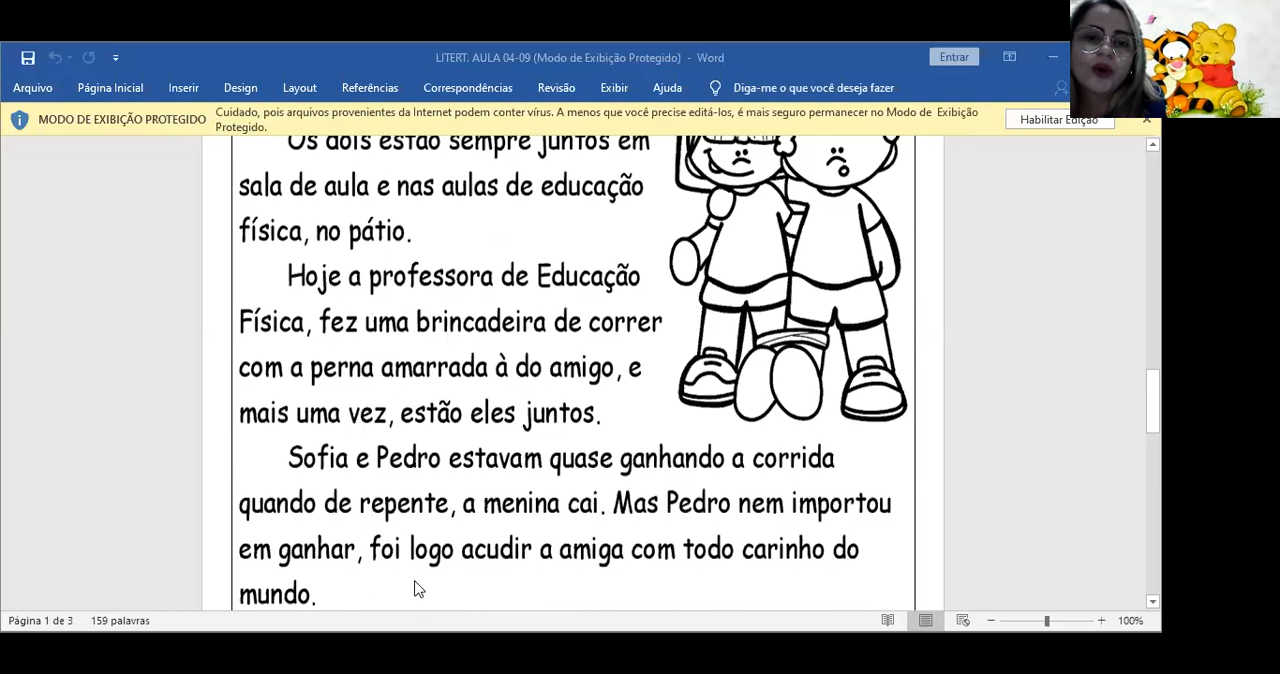 LITERT. AULA 04-09 (Modo de Exibição Protegido) - Word
Entrar
Arquivo Página Inicial Inserir Design Layout Referências Correspondências Revisão Exibir Ajuda Diga-me o que você deseja fazer
MODO DE EXIBIÇÃO PROTEGIDO Cuidado, pois arquivos provenientes da Internet podem conter vírus. A menos que você precise editá-los, é mais seguro permanecer no Modo de Exibição
Protegido.
Habilitar Edição
Os dois estão sempre juntos em
sala de aula e nas aulas de educação
física, no pátio.
Hoje a professora de Educação
Física, fez uma brincadeira de correr
com a perna amarrada à do amigo, e
mais uma vez, estão eles juntos.
Sofia e Pedro estavam quase ganhando a corrida
quando de repente, a menina cai. Mas Pedro nem importou
em ganhar, foi logo acudir a amiga com todo carinho do
mundo.
Página 1 de 3 159 palavras
100%